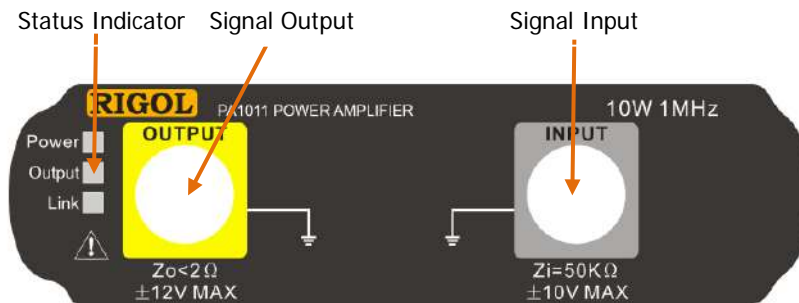 Status Indicator Signal Output Signal Input
RIGOL PA1011 POWER AMPLIFIER 10W 1MHz
Power OUTPUT INPUT
Output
Link
Zo<2Ω Zi=50KΩ
±12V MAX ±10V MAX